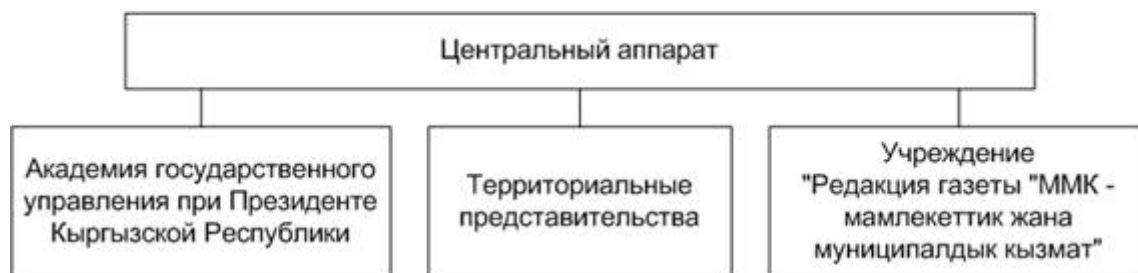 Центральный аппарат
Академия государственного
управления при Президенте
Кыргызской Республики
Территориальные
представительства
Учреждение
"Редакция газеты "ММК -
мамлекеттик жана
муниципалдык кызмат"